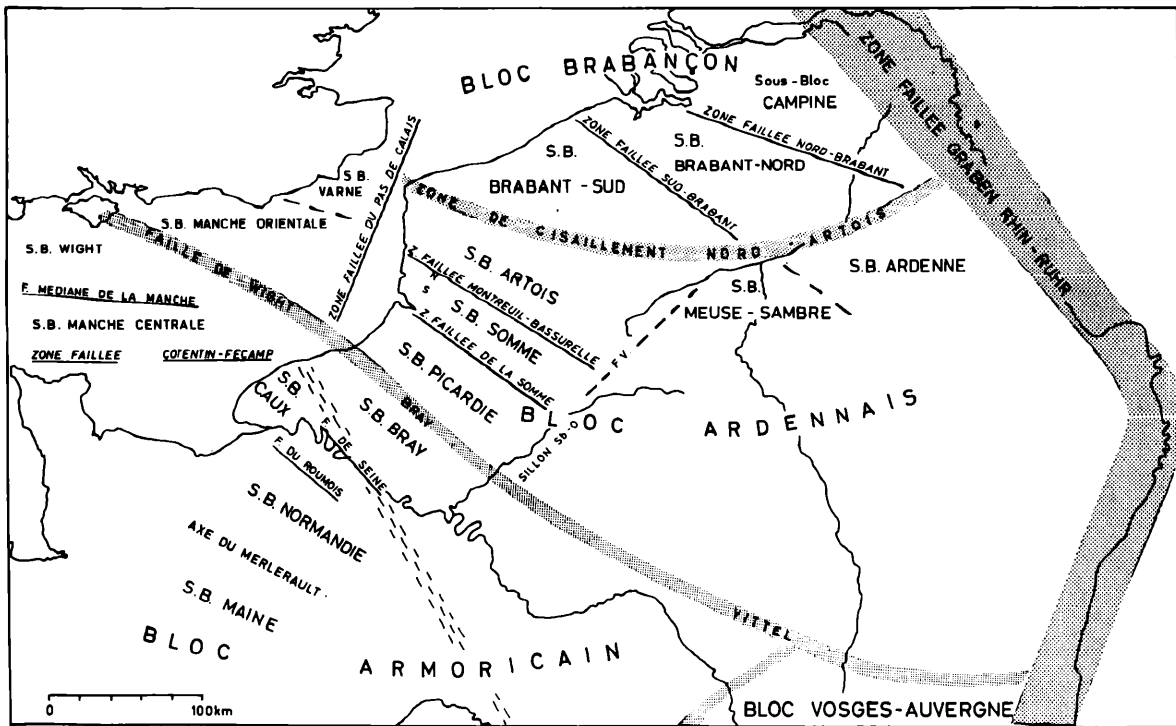 BLOC BRABANÇON
Sous-Bloc
CAMPINE
ZONE FAILLEE GRABEN RHIN-RUHR
ZONE FAILLEE NORD-BRABANT
S.B.
BRABANT-NORD
ZONE FAILLEE SUD-BRABANT
S.B.
BRABANT-SUD
ZONE FAILLEE DU PAS DE CALAIS
S.B.
VARNE
S.B. MANCHE ORIENTALE
ZONE DE CISAILLEMENT NORD-ARTOIS
S.B. WIGHT
FAILLE DE WIGHT
BRAY
VITTEL
S.B. ARTOIS
S.B. ARDENNE
S.B.
MEUSE-SAMBRE
F. MEDIANE DE LA MANCHE
Z. FAILLEE MONTREUIL-BASSURELLE
N
S
S.B. SOMME
S.B. MANCHE CENTRALE
Z. FAILLEE DE LA SOMME
F.V.
ZONE FAILLEE COTENTIN-FECAMP
S.B. PICARDIE
S.B.
CAUX
S.B. BRAY
BLOC ARDENNAIS
SILLON Sb-O
F. DE SEINE
F. DU ROUMOIS
S.B. NORMANDIE
AXE DU MERLERAULT
S.B. MAINE
BLOC ARMORICAIN
BLOC VOSGES-AUVERGNE
0 100km